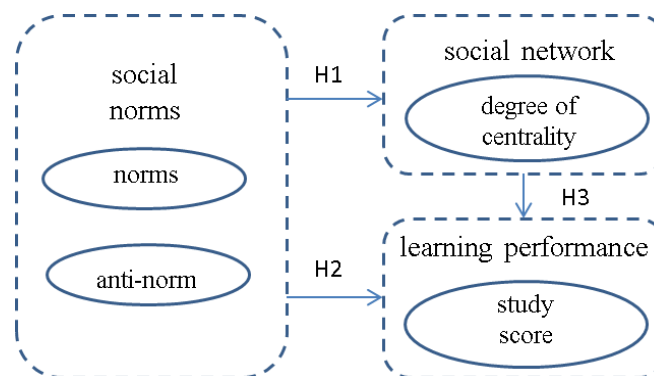 social
norms
norms
anti-norm
H1
H2
social network
degree of
centrality
H3
learning performance
study
score